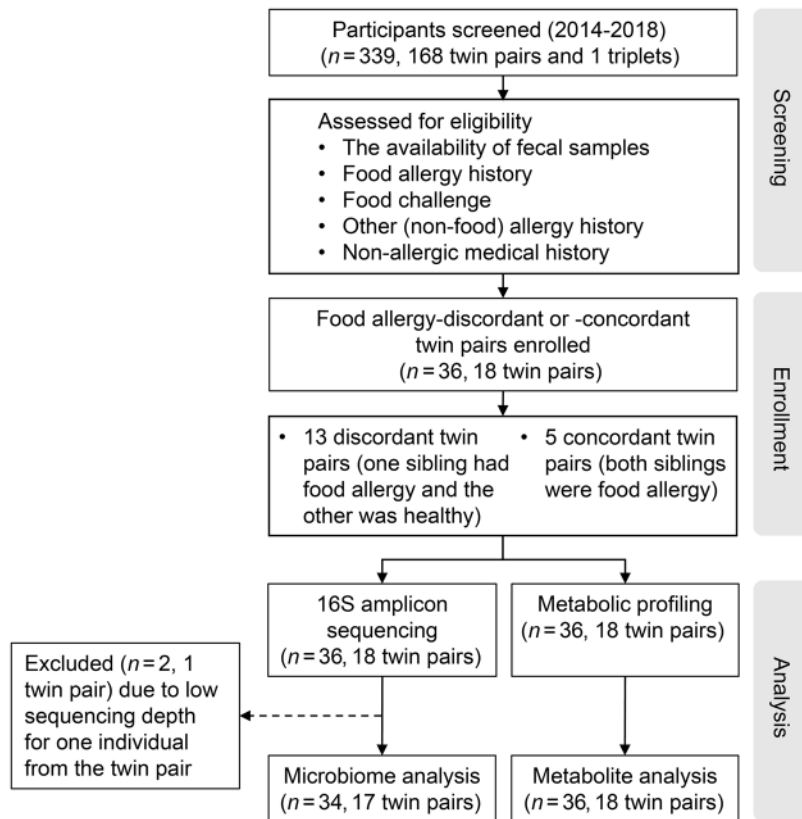 Participants screened (2014-2018)
(n = 339, 168 twin pairs and 1 triplets)
Screening
Assessed for eligibility
• The availability of fecal samples
• Food allergy history
• Food challenge
• Other (non-food) allergy history
• Non-allergic medical history
Food allergy-discordant or -concordant
twin pairs enrolled
(n = 36, 18 twin pairs)
Enrollment
• 13 discordant twin
pairs (one sibling had
food allergy and the
other was healthy)
• 5 concordant twin
pairs (both siblings
were food allergy)
16S amplicon
sequencing
(n = 36, 18 twin pairs)
Metabolic profiling
(n = 36, 18 twin pairs)
Analysis
Excluded (n = 2, 1
twin pair) due to low
sequencing depth
for one individual
from the twin pair
Microbiome analysis
(n = 34, 17 twin pairs)
Metabolite analysis
(n = 36, 18 twin pairs)